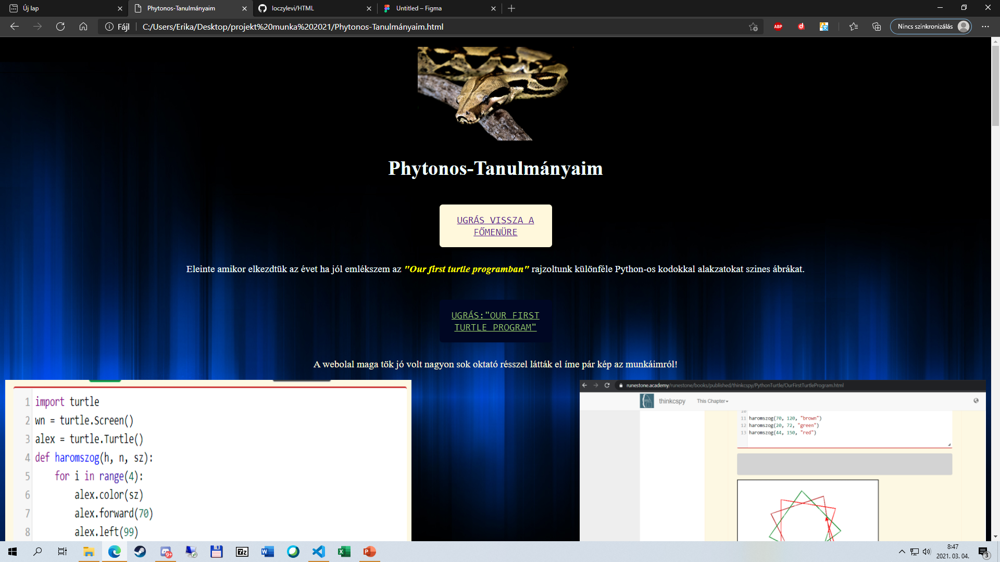 Új lap
Phytonos-Tanulmányaim
loczylevi/HTML
Untitled – Figma
Fájl
C:/Users/Erika/Desktop/projekt%20munka%202021/Phytonos-Tanulmányaim.html
ABP
Nincs szinkronizálás
Phytonos-Tanulmányaim
UGRÁS VISSZA A
FŐMENÜRE
Eleinte amikor elkezdtük az évet ha jól emlékszem az "Our first turtle programban" rajzoltunk különféle Python-os kodokkal alakzatokat szines ábrákat.
UGRÁS:"OUR FIRST
TURTLE PROGRAM"
A webolal maga tök jó volt nagyon sok oktató résszel látták el íme pár kép az munkáimról!
1 import turtle
2 wn = turtle.Screen()
3 alex = turtle.Turtle()
4 def haromszog(h, n, sz):
5 for i in range(4):
6 alex.color(sz)
7 alex.forward(70)
8 alex.left(99)
runestone.academy/runestone/books/published/thinkcspy/PythonTurtle/OurFirstTurtleProgram.html
thinkcspy
This Chapter
10
11 haromszog(70, 120, "brown")
12 haromszog(20, 72, "green")
13 haromszog(44, 150, "red")
9+
7z
8:47
2021. 03. 04.
3